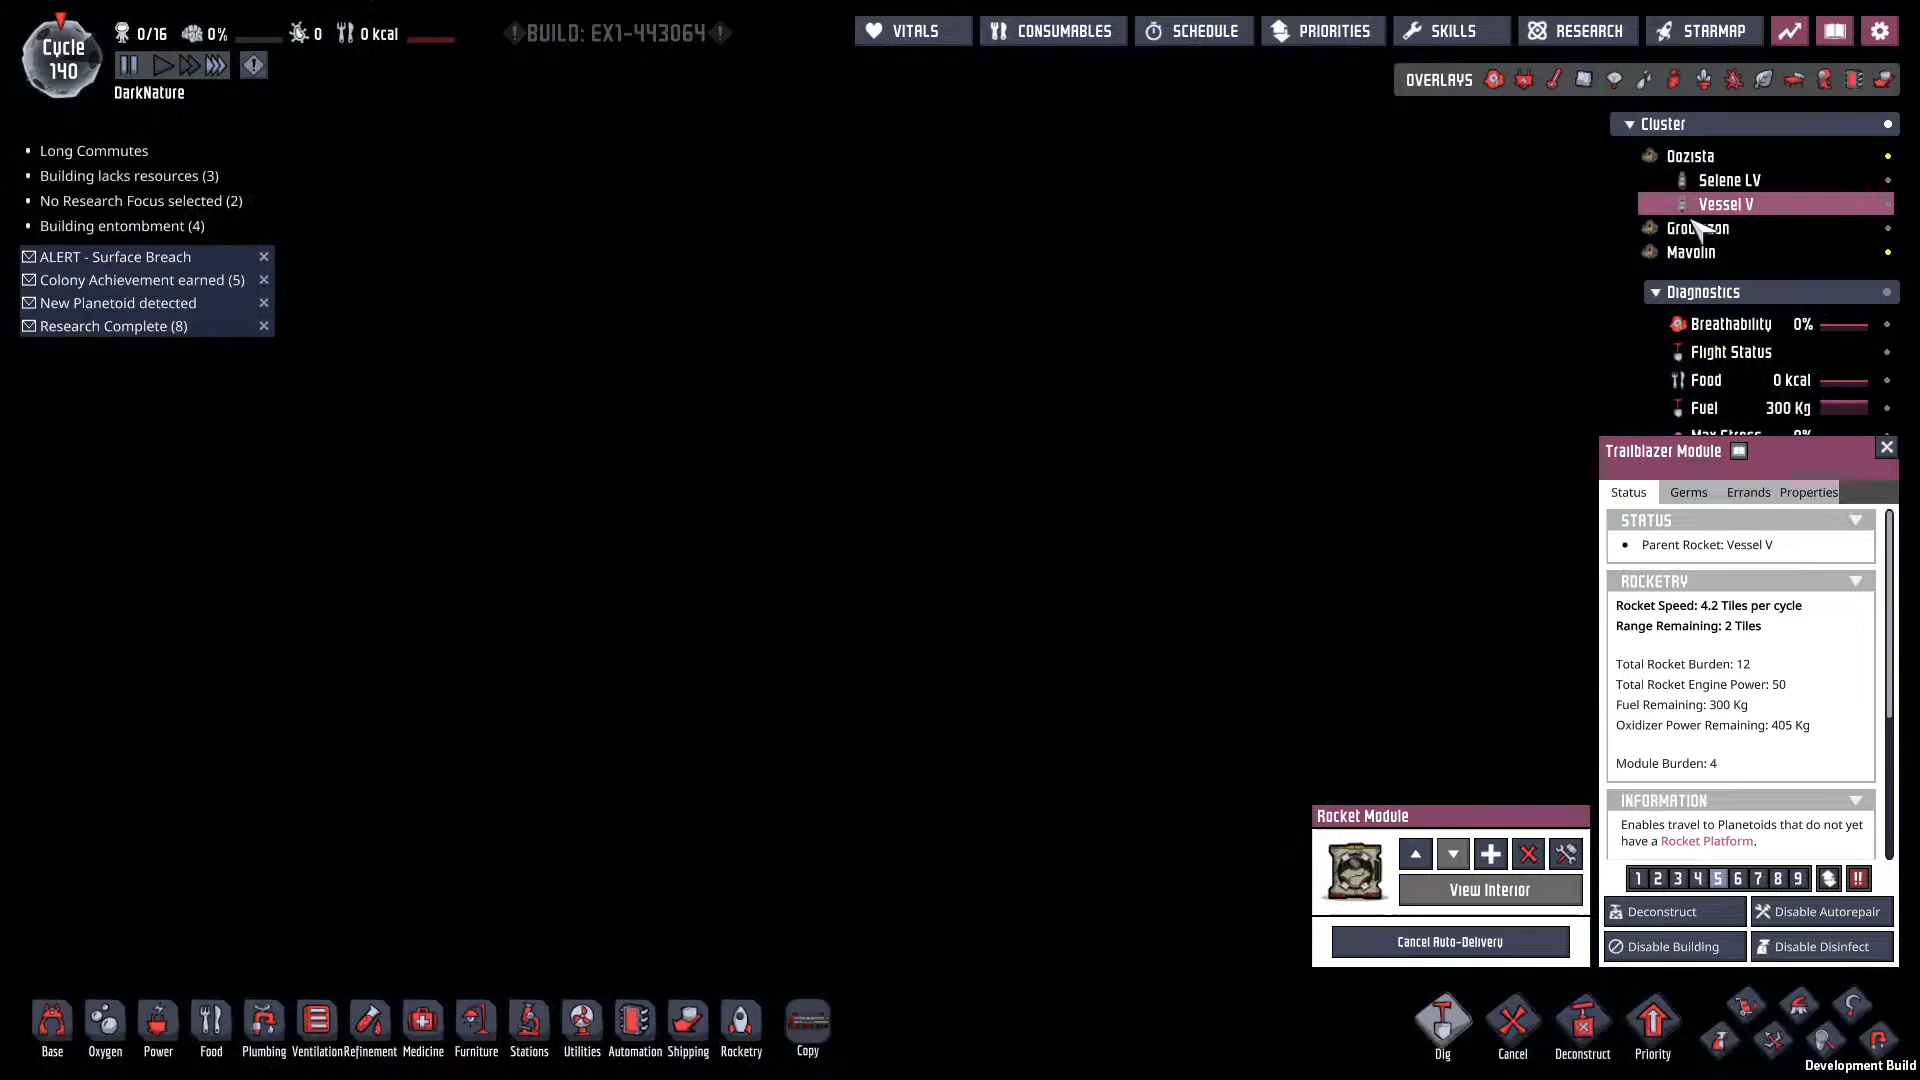 Cycle
140
0/16
0%
0
0 kcal
BUILD: EX1-443064
DarkNature
VITALS
CONSUMABLES
SCHEDULE
PRIORITIES
SKILLS
RESEARCH
STARMAP
OVERLAYS
Long Commutes
Building lacks resources (3)
No Research Focus selected (2)
Building entombment (4)
ALERT - Surface Breach
Colony Achievement earned (5)
New Planetoid detected
Research Complete (8)
Cluster
Oozista
Selene LV
Vessel V
Mavolin
Diagnostics
Breathability 0%
Flight Status
Food 0 kcal
Fuel 300 Kg
Trailblazer Module
Status Germs Errands Properties
STATUS
Parent Rocket: Vessel V
ROCKETRY
Rocket Speed: 4.2 Tiles per cycle
Range Remaining: 2 Tiles
Total Rocket Burden: 12
Total Rocket Engine Power: 50
Fuel Remaining: 300 Kg
Oxidizer Power Remaining: 405 Kg
Module Burden: 4
INFORMATION
Enables travel to Planetoids that do not yet
have a Rocket Platform.
1 2 3 4 5 6 7 8 9 !!
Deconstruct
Disable Autorepair
Disable Building
Disable Disinfect
Rocket Module
View Interior
Cancel Auto-Delivery
Base
Oxygen
Power
Food
Plumbing
Ventilation
Refinement
Medicine
Furniture
Stations
Utilities
Automation
Shipping
Rocketry
Copy
Dig
Cancel
Deconstruct
Priority
Development Build